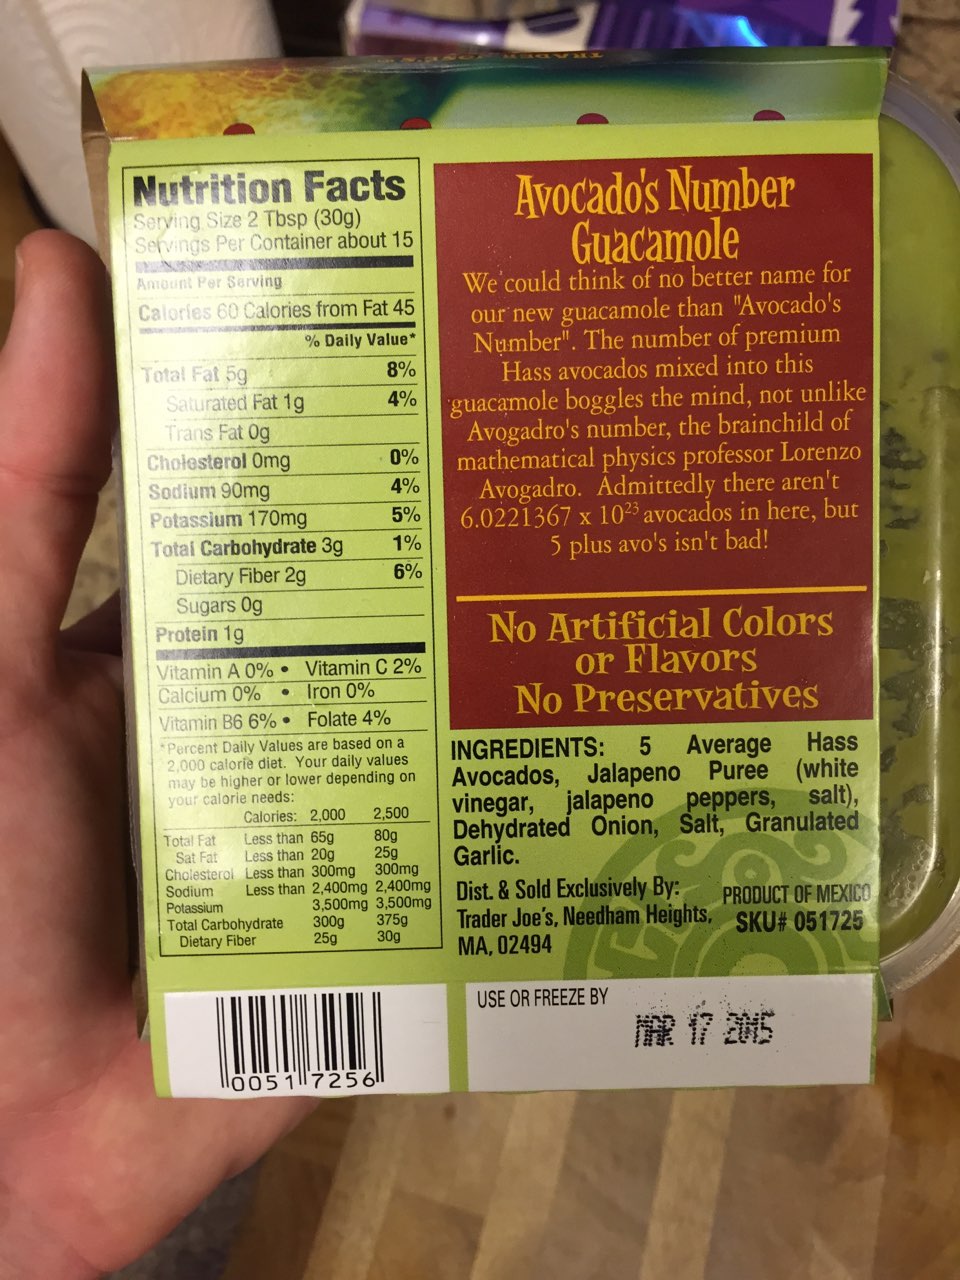 TRADER JOE'S
Nutrition Facts
Serving Size 2 Tbsp (30g)
Servings Per Container about 15
Amount Per Serving
Calories 60 Calories from Fat 45
% Daily Value*
Total Fat 5g 8%
Saturated Fat 1g 4%
Trans Fat 0g
Cholesterol 0mg 0%
Sodium 90mg 4%
Potassium 170mg 5%
Total Carbohydrate 3g 1%
Dietary Fiber 2g 6%
Sugars 0g
Protein 1g
Vitamin A 0% • Vitamin C 2%
Calcium 0% • Iron 0%
Vitamin B6 6% • Folate 4%
*Percent Daily Values are based on a
2,000 calorie diet. Your daily values
may be higher or lower depending on
your calorie needs:
Calories: 2,000 2,500
Total Fat Less than 65g 80g
Sat Fat Less than 20g 25g
Cholesterol Less than 300mg 300mg
Sodium Less than 2,400mg 2,400mg
Potassium 3,500mg 3,500mg
Total Carbohydrate 300g 375g
Dietary Fiber 25g 30g
Avocado's Number
Guacamole
We could think of no better name for
our new guacamole than "Avocado's
Number". The number of premium
Hass avocados mixed into this
guacamole boggles the mind, not unlike
Avogadro's number, the brainchild of
mathematical physics professor Lorenzo
Avogadro. Admittedly there aren't
6.0221367 x 10²³ avocados in here, but
5 plus avo's isn't bad!
No Artificial Colors
or Flavors
No Preservatives
INGREDIENTS: 5 Average Hass
Avocados, Jalapeno Puree (white
vinegar, jalapeno peppers, salt),
Dehydrated Onion, Salt, Granulated
Garlic.
Dist. & Sold Exclusively By:
Trader Joe's, Needham Heights,
MA, 02494
PRODUCT OF MEXICO
SKU# 051725
0051 7256
USE OR FREEZE BY
MAR 17 2015